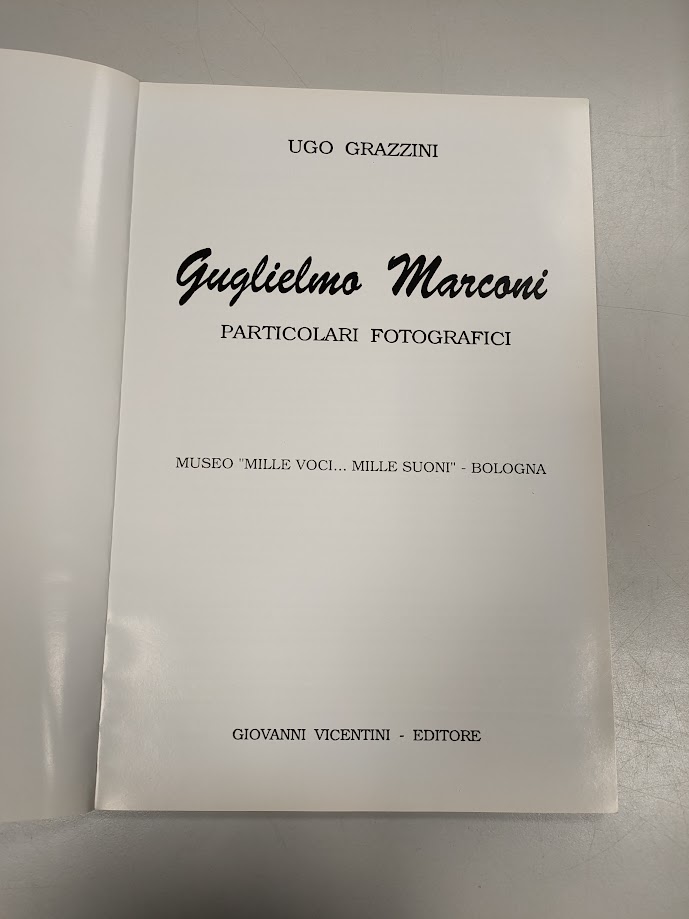 UGO GRAZZINI
Guglielmo Marconi
PARTICOLARI FOTOGRAFICI
MUSEO "MILLE VOCI... MILLE SUONI" - BOLOGNA
GIOVANNI VICENTINI - EDITORE